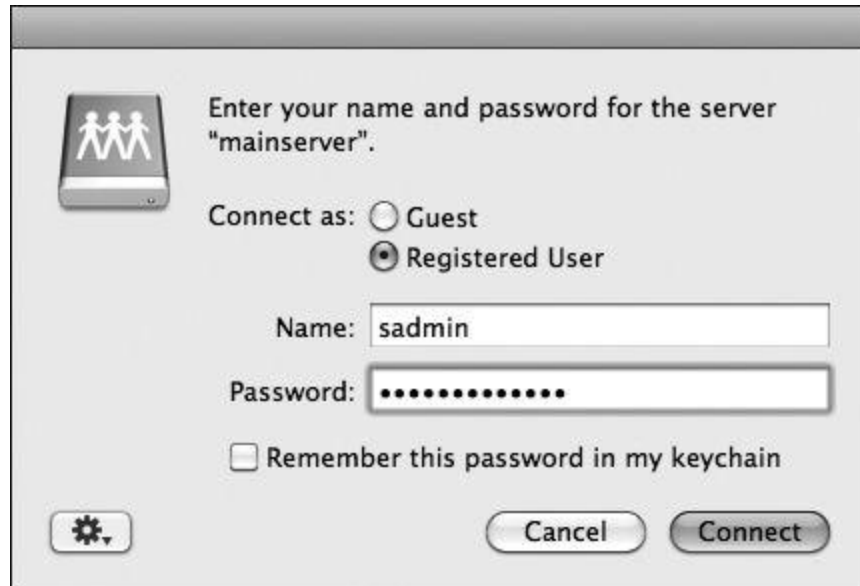 Enter your name and password for the server
"mainserver".
Connect as: Guest
Registered User
Name: sadmin
Password: ••••••••••••••
Remember this password in my keychain
Cancel Connect